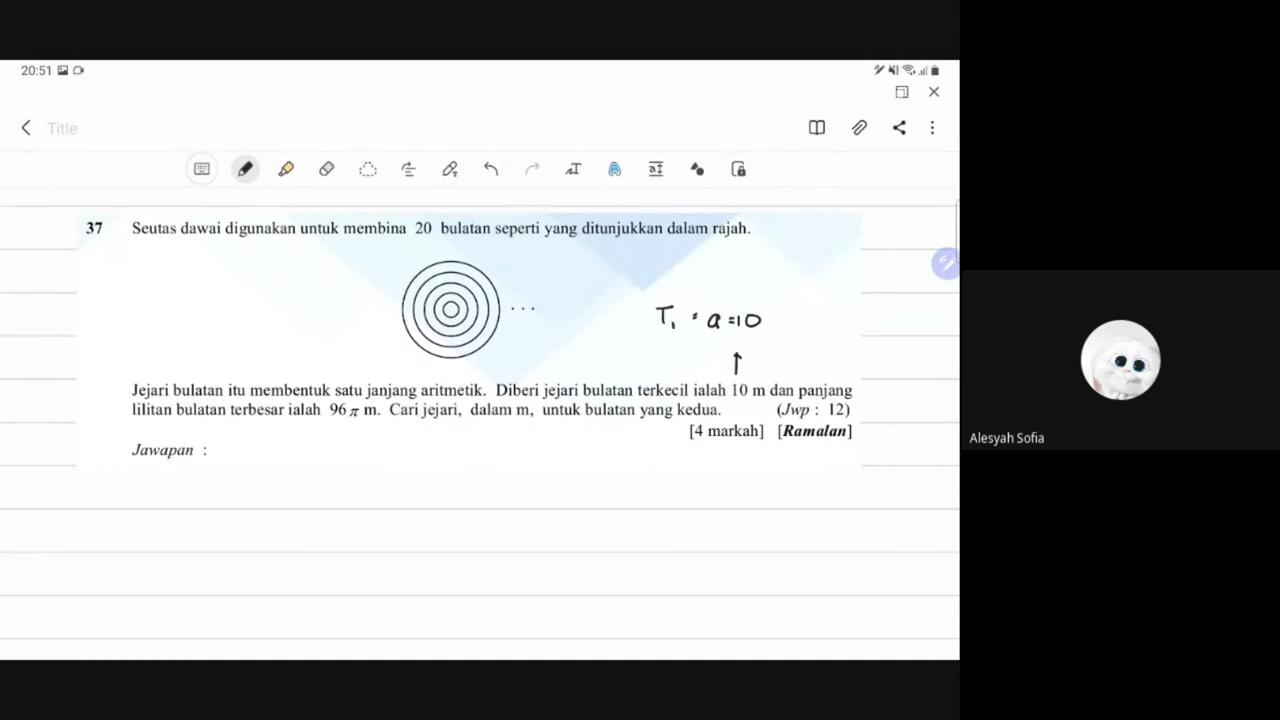 20:51
Title
37 Seutas dawai digunakan untuk membina 20 bulatan seperti yang ditunjukkan dalam rajah.
. . .
T₁ = a = 10
Jejari bulatan itu membentuk satu janjang aritmetik. Diberi jejari bulatan terkecil ialah 10 m dan panjang
lilitan bulatan terbesar ialah 96 π m. Cari jejari, dalam m, untuk bulatan yang kedua. (Jwp : 12)
[4 markah] [Ramalan]
Jawapan :
Alesyah Sofia